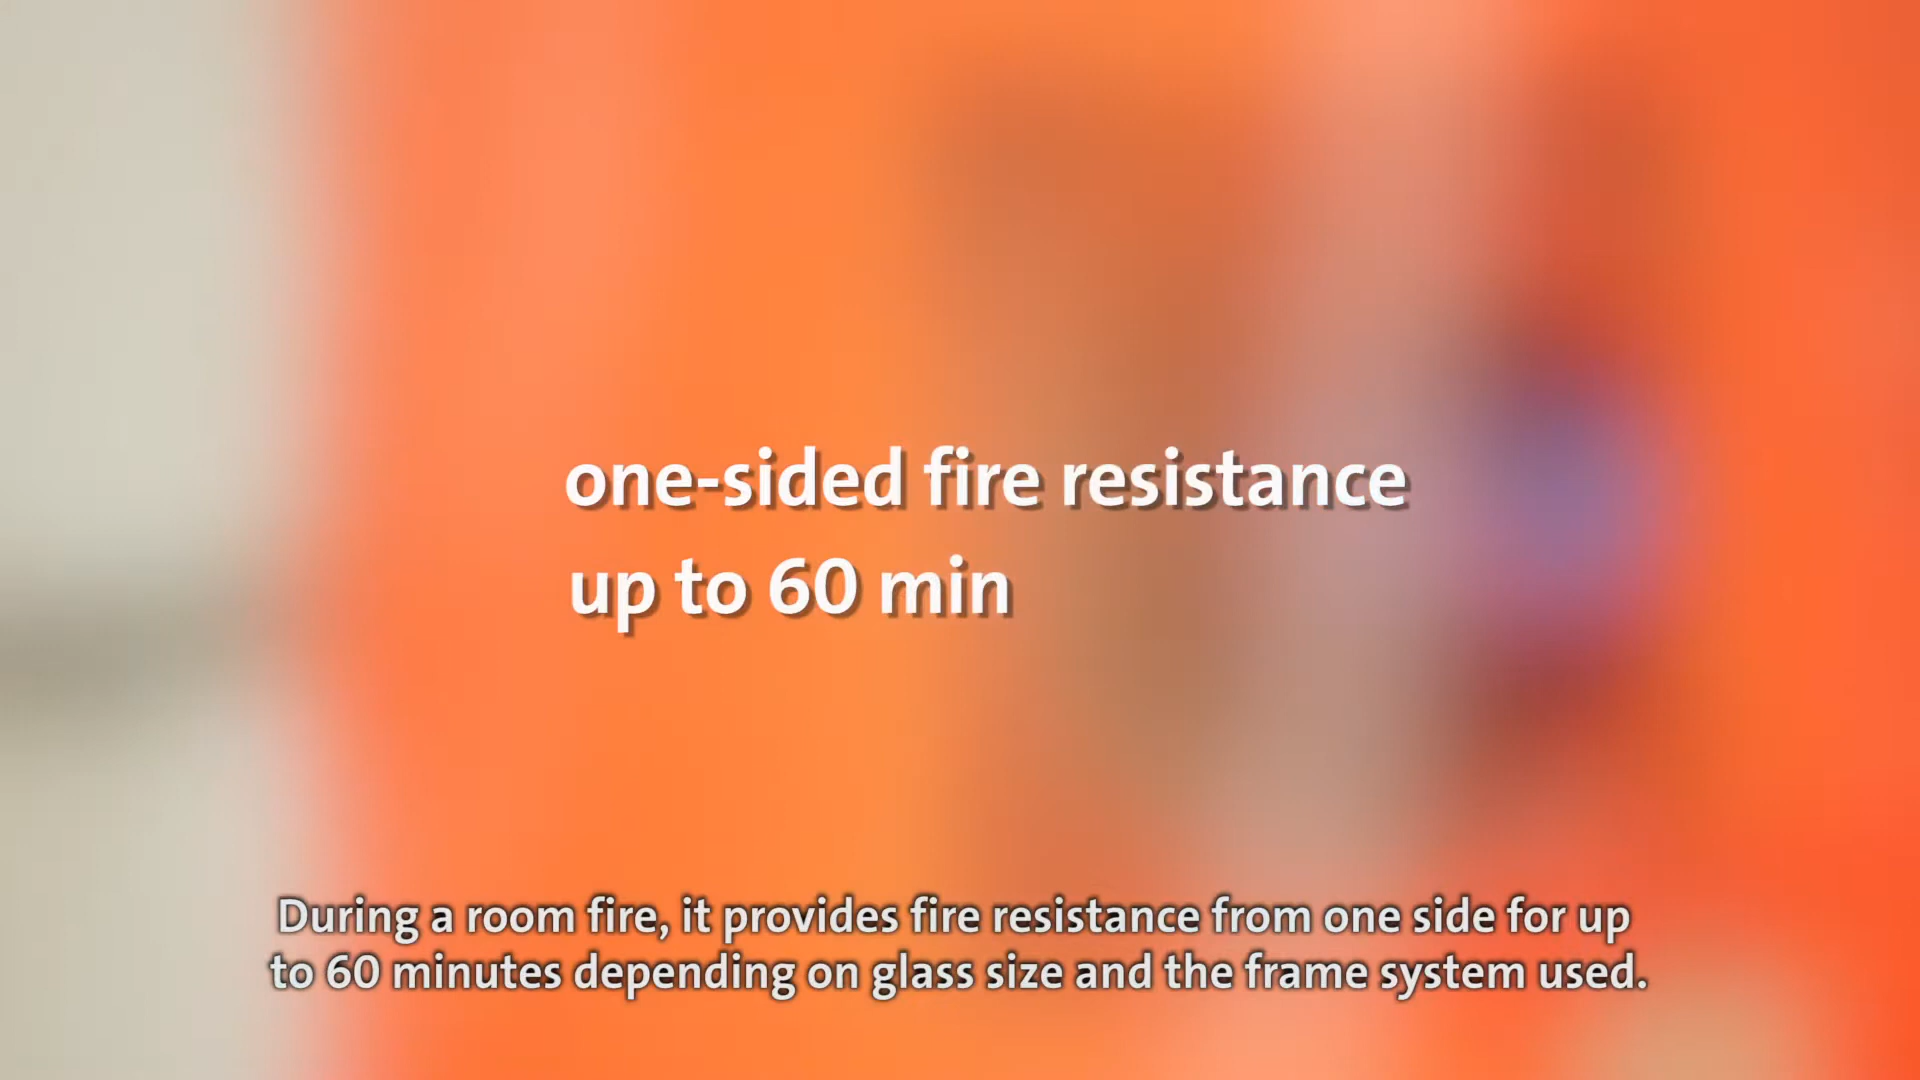 one-sided fire resistance
up to 60 min
During a room fire, it provides fire resistance from one side for up
to 60 minutes depending on glass size and the frame system used.